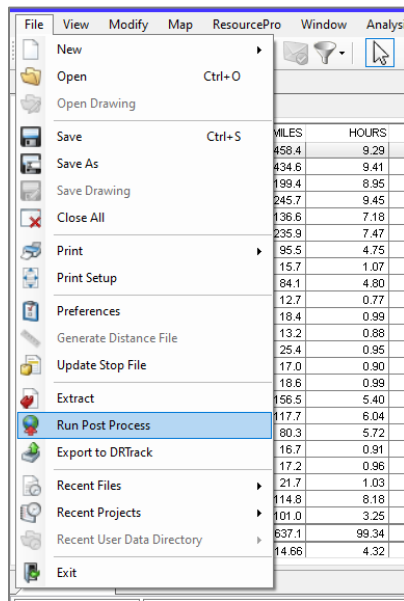 File View Modify Map ResourcePro Window Analys
New
Open Ctrl+O
Open Drawing
Save Ctrl+S
Save As
Save Drawing
Close All
Print
Print Setup
Preferences
Generate Distance File
Update Stop File
Extract
Run Post Process
Export to DRTrack
Recent Files
Recent Projects
Recent User Data Directory
Exit
MILES HOURS
458.4 9.29
434.6 9.41
199.4 8.95
245.7 9.45
136.6 7.18
235.9 7.47
95.5 4.75
15.7 1.07
84.1 4.80
12.7 0.77
18.4 0.99
13.2 0.88
25.4 0.95
17.0 0.90
18.6 0.99
156.5 5.40
117.7 6.04
80.3 5.72
16.7 0.91
17.2 0.96
21.7 1.03
114.8 8.18
101.0 3.25
637.1 99.34
14.66 4.32